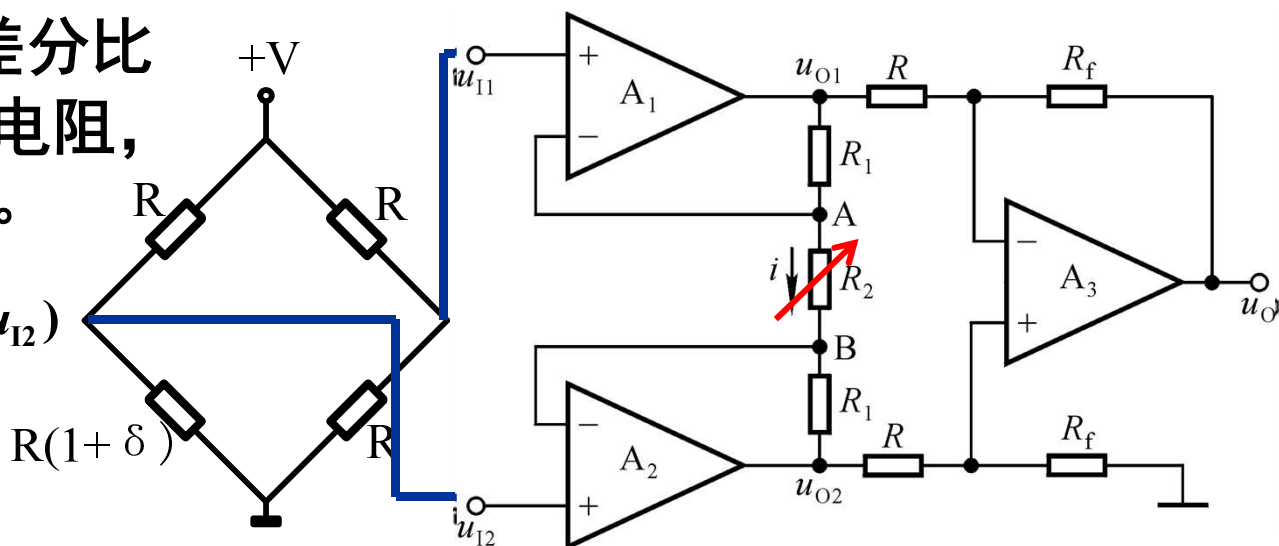 差分比
电阻，
。
u_I2)
+V
R
R
R(1+δ)
R
u_I1
+
A_1
−
u_O1
R
R_f
R_1
A
i
R_2
B
R_1
−
A_3
+
u_O
−
A_2
+
u_I2
u_O2
R
R_f